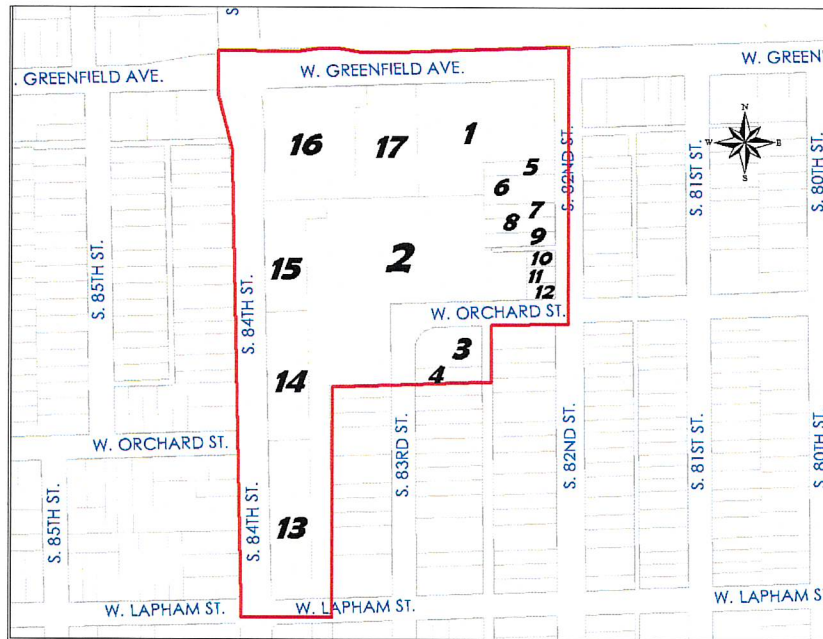 S.
. GREENFIELD AVE.
W. GREENFIELD AVE.
W. GREEN
N
W
E
S
16
17
1
5
6
7
8
9
10
11
12
S. 82ND ST.
S. 81ST ST.
S. 80TH ST.
15
2
S. 85TH ST.
S. 84TH ST.
W. ORCHARD ST.
3
4
14
W. ORCHARD ST.
S. 83RD ST.
S. 82ND ST.
S. 81ST ST.
S. 80TH ST.
S. 85TH ST.
S. 84TH ST.
13
W. LAPHAM ST.
W. LAPHAM ST.
W. LAPHAM ST.